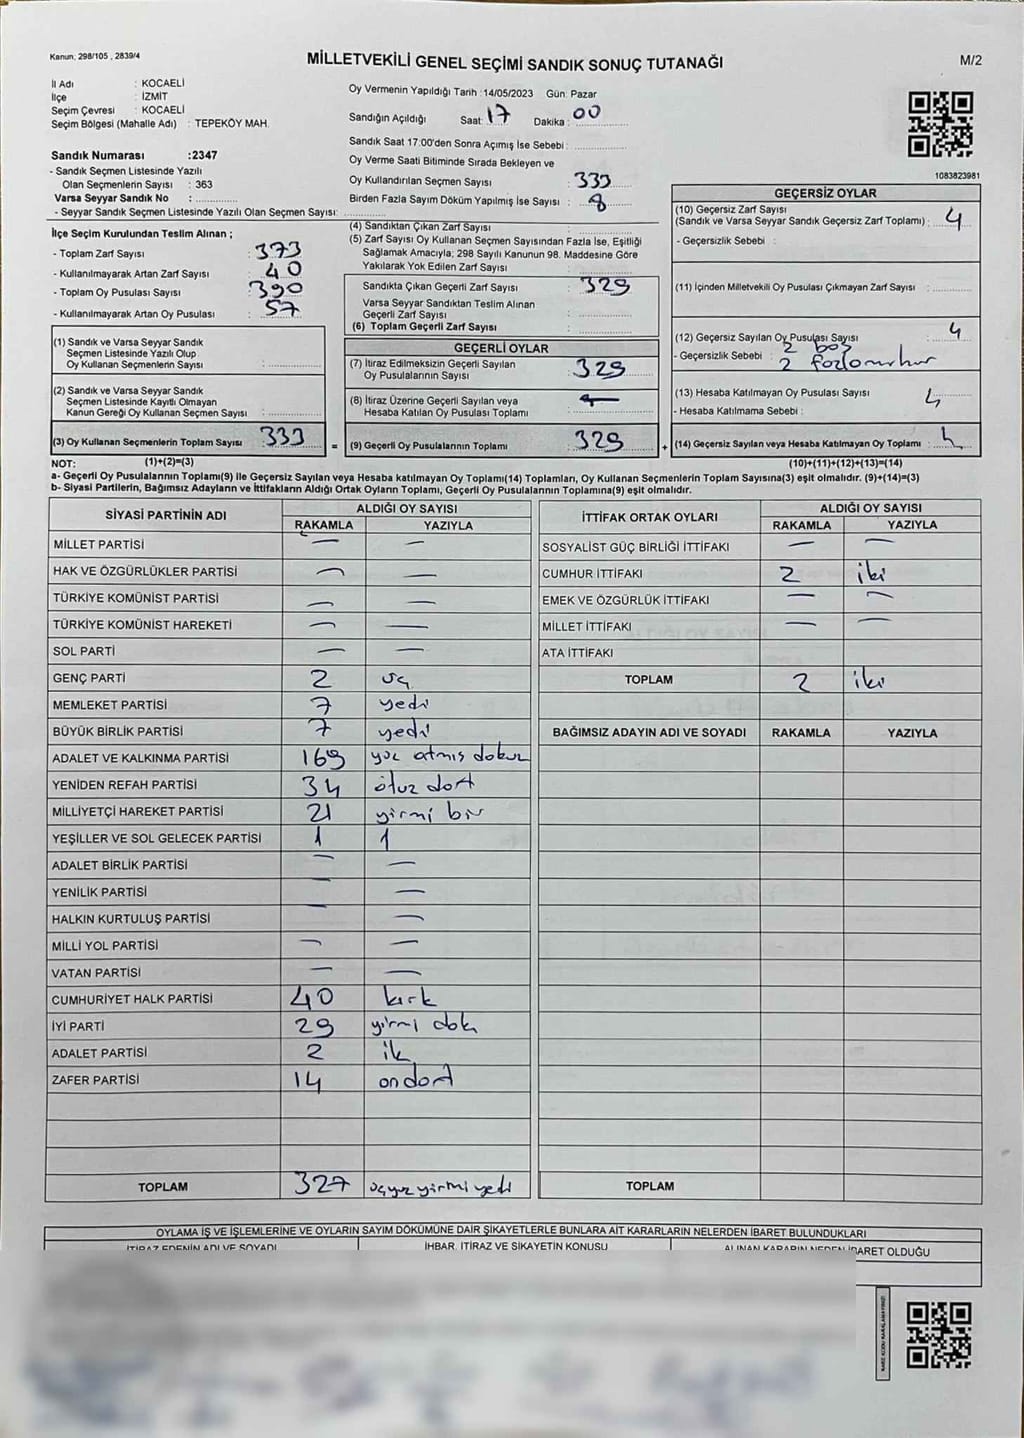 Kanun; 298/105 , 2839/4
MİLLETVEKİLİ GENEL SEÇİMİ SANDIK SONUÇ TUTANAĞI
M/2
İl Adı : KOCAELİ
İlçe : İZMİT
Seçim Çevresi : KOCAELİ
Seçim Bölgesi (Mahalle Adı) : TEPEKÖY MAH.
Sandık Numarası :2347
- Sandık Seçmen Listesinde Yazılı
Olan Seçmenlerin Sayısı : 363
Varsa Seyyar Sandık No :
- Seyyar Sandık Seçmen Listesinde Yazılı Olan Seçmen Sayısı:
İlçe Seçim Kurulundan Teslim Alınan ;
- Toplam Zarf Sayısı : 373
- Kullanılmayarak Artan Zarf Sayısı : 40
- Toplam Oy Pusulası Sayısı : 390
- Kullanılmayarak Artan Oy Pusulası : 57
Oy Vermenin Yapıldığı Tarih :14/05/2023 Gün: Pazar
Sandığın Açıldığı Saat: 17 Dakika : 00
Sandık Saat 17:00'den Sonra Açımış İse Sebebi :
Oy Verme Saati Bitiminde Sırada Bekleyen ve
Oy Kullandırılan Seçmen Sayısı : 333
Birden Fazla Sayım Döküm Yapılmış İse Sayısı :
(4) Sandıktan Çıkan Zarf Sayısı :
(5) Zarf Sayısı Oy Kullanan Seçmen Sayısından Fazla İse, Eşitliği
Sağlamak Amacıyla; 298 Sayılı Kanunun 98. Maddesine Göre
Yakılarak Yok Edilen Zarf Sayısı :
Sandıkta Çıkan Geçerli Zarf Sayısı : 329
Varsa Seyyar Sandıktan Teslim Alınan
Geçerli Zarf Sayısı :
(6) Toplam Geçerli Zarf Sayısı :
1083823981
GEÇERSİZ OYLAR
(10) Geçersiz Zarf Sayısı
(Sandık ve Varsa Seyyar Sandık Geçersiz Zarf Toplamı) : 4
- Geçersizlik Sebebi :
(11) İçinden Milletvekili Oy Pusulası Çıkmayan Zarf Sayısı :
(12) Geçersiz Sayılan Oy Pusulası Sayısı : 4
- Geçersizlik Sebebi : 2 boş
2
(13) Hesaba Katılmayan Oy Pusulası Sayısı : 4
- Hesaba Katılmama Sebebi :
(14) Geçersiz Sayılan veya Hesaba Katılmayan Oy Toplamı : 4
(1) Sandık ve Varsa Seyyar Sandık
Seçmen Listesinde Yazılı Olup
Oy Kullanan Seçmenlerin Sayısı :
(2) Sandık ve Varsa Seyyar Sandık
Seçmen Listesinde Kayıtlı Olmayan
Kanun Gereği Oy Kullanan Seçmen Sayısı :
(3) Oy Kullanan Seçmenlerin Toplam Sayısı : 333
GEÇERLİ OYLAR
(7) İtiraz Edilmeksizin Geçerli Sayılan
Oy Pusulalarının Sayısı : 329
(8) İtiraz Üzerine Geçerli Sayılan veya
Hesaba Katılan Oy Pusulası Toplamı :
= (9) Geçerli Oy Pusulalarının Toplamı : 329 +
NOT: (1)+(2)=(3)
(10)+(11)+(12)+(13)=(14)
a- Geçerli Oy Pusulalarının Toplamı(9) ile Geçersiz Sayılan veya Hesaba katılmayan Oy Toplamı(14) Toplamları, Oy Kullanan Seçmenlerin Toplam Sayısına(3) eşit olmalıdır. (9)+(14)=(3)
b- Siyasi Partilerin, Bağımsız Adayların ve İttifakların Aldığı Ortak Oyların Toplamı, Geçerli Oy Pusulalarının Toplamına(9) eşit olmalıdır.
SİYASİ PARTİNİN ADI ALDIĞI OY SAYISI
RAKAMLA YAZIYLA
MİLLET PARTİSİ — —
HAK VE ÖZGÜRLÜKLER PARTİSİ — —
TÜRKİYE KOMÜNİST PARTİSİ — —
TÜRKİYE KOMÜNİST HAREKETİ — —
SOL PARTİ — —
GENÇ PARTİ 2 üç
MEMLEKET PARTİSİ 7 yedi
BÜYÜK BİRLİK PARTİSİ 7 yedi
ADALET VE KALKINMA PARTİSİ 169 yüz atmış dokuz
YENİDEN REFAH PARTİSİ 34 otuz dört
MİLLİYETÇİ HAREKET PARTİSİ 21 yirmi bir
YEŞİLLER VE SOL GELECEK PARTİSİ 1 1
ADALET BİRLİK PARTİSİ — —
YENİLİK PARTİSİ — —
HALKIN KURTULUŞ PARTİSİ — —
MİLLİ YOL PARTİSİ — —
VATAN PARTİSİ — —
CUMHURİYET HALK PARTİSİ 40 kırk
İYİ PARTİ 29 yirmi dokz
ADALET PARTİSİ 2 ik
ZAFER PARTİSİ 14 ondört
TOPLAM 327 üçyüz yirmi yedi
İTTİFAK ORTAK OYLARI ALDIĞI OY SAYISI
RAKAMLA YAZIYLA
SOSYALİST GÜÇ BİRLİĞİ İTTİFAKI — —
CUMHUR İTTİFAKI 2 iki
EMEK VE ÖZGÜRLÜK İTTİFAKI — —
MİLLET İTTİFAKI — —
ATA İTTİFAKI
TOPLAM 2 iki
BAĞIMSIZ ADAYIN ADI VE SOYADI RAKAMLA YAZIYLA
TOPLAM
OYLAMA İŞ VE İŞLEMLERİNE VE OYLARIN SAYIM DÖKÜMÜNE DAİR ŞİKAYETLERLE BUNLARA AİT KARARLARIN NELERDEN İBARET BULUNDUKLARI
İTİRAZ EDENİN ADI VE SOYADI İHBAR, İTİRAZ VE ŞİKAYETİN KONUSU ALINAN KARARIN NEDEN İBARET OLDUĞU